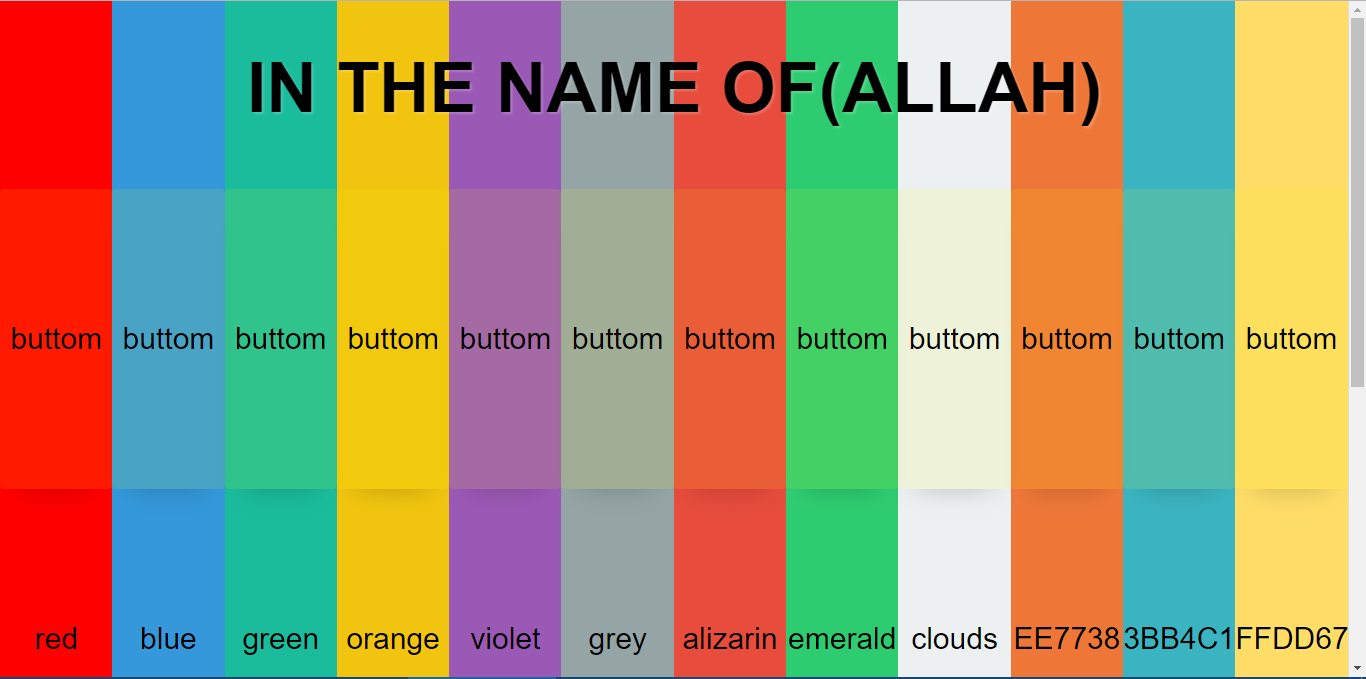 IN THE NAME OF(ALLAH)
buttom buttom buttom buttom buttom buttom buttom buttom buttom buttom buttom buttom
red blue green orange violet grey alizarin emerald clouds EE7738 3BB4C1 FFDD67